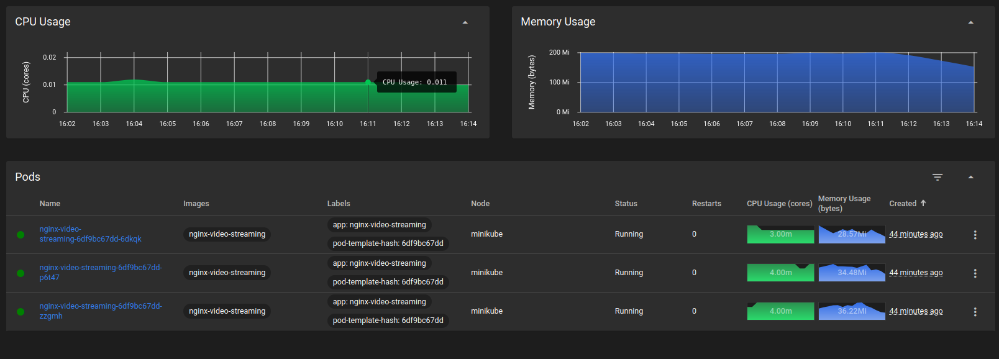 CPU Usage
CPU (cores)
0.02
0.01
0
CPU Usage: 0.011
16:02 16:03 16:04 16:05 16:06 16:07 16:08 16:09 16:10 16:11 16:12 16:13 16:14
Memory Usage
Memory (bytes)
200 Mi
100 Mi
0 Mi
16:02 16:03 16:04 16:05 16:06 16:07 16:08 16:09 16:10 16:11 16:12 16:13 16:14
Pods
Name Images Labels Node Status Restarts CPU Usage (cores) Memory Usage
(bytes) Created
nginx-video-
streaming-6df9bc67dd-6dkqk
nginx-video-streaming
app: nginx-video-streaming
pod-template-hash: 6df9bc67dd
minikube
Running
0
3.00m
28.57Mi
44 minutes ago
nginx-video-streaming-6df9bc67dd-
p6t47
nginx-video-streaming
app: nginx-video-streaming
pod-template-hash: 6df9bc67dd
minikube
Running
0
4.00m
34.48Mi
44 minutes ago
nginx-video-streaming-6df9bc67dd-
zzgmh
nginx-video-streaming
app: nginx-video-streaming
pod-template-hash: 6df9bc67dd
minikube
Running
0
4.00m
36.22Mi
44 minutes ago